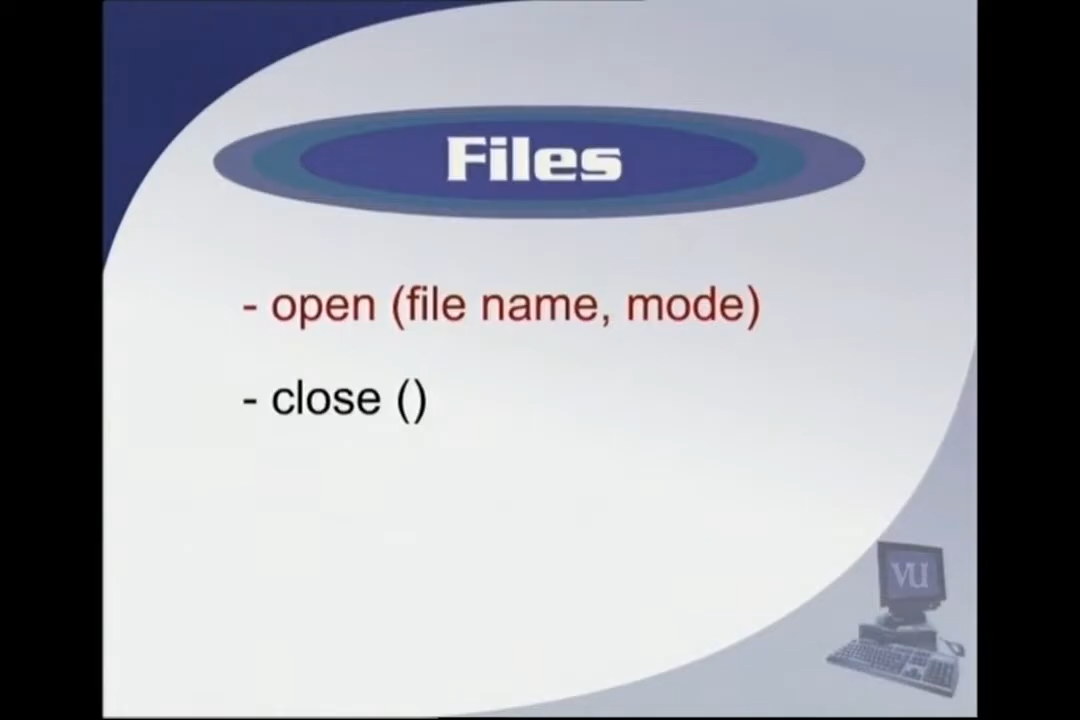 Files
- open (file name, mode)
- close ()
VU